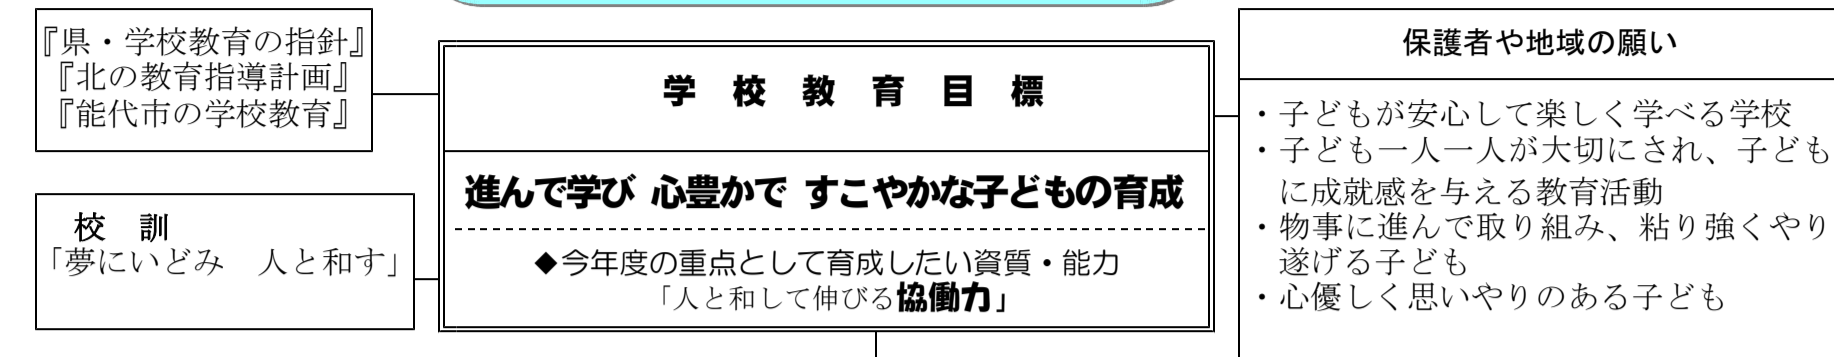 『県・学校教育の指針』
『北の教育指導計画』
『能代市の学校教育』
校　訓
「夢にいどみ　人と和す」
学　校　教　育　目　標
進んで学び 心豊かで すこやかな子どもの育成
◆今年度の重点として育成したい資質・能力
「人と和して伸びる協働力」
保護者や地域の願い
・子どもが安心して楽しく学べる学校
・子ども一人一人が大切にされ、子ども
に成就感を与える教育活動
・物事に進んで取り組み、粘り強くやり
遂げる子ども
・心優しく思いやりのある子ども